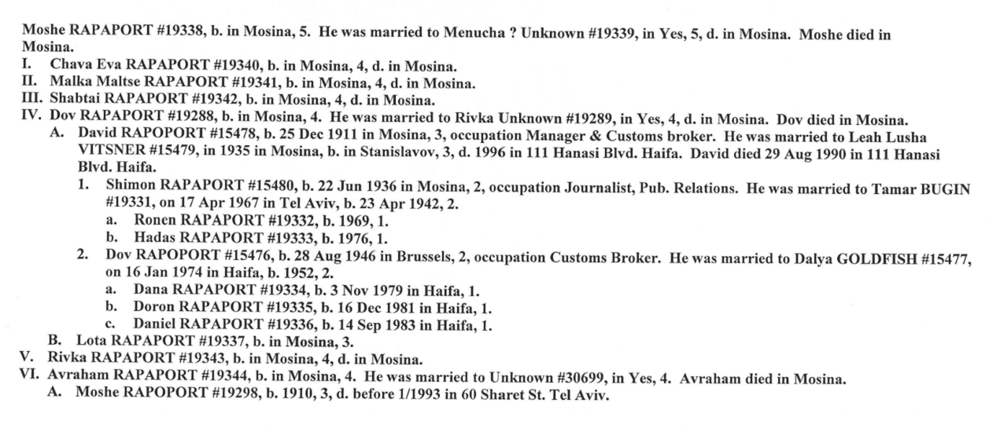 Moshe RAPAPORT #19338, b. in Mosina, 5. He was married to Menucha ? Unknown #19339, in Yes, 5, d. in Mosina. Moshe died in
Mosina.
I. Chava Eva RAPAPORT #19340, b. in Mosina, 4, d. in Mosina.
II. Malka Maltse RAPAPORT #19341, b. in Mosina, 4, d. in Mosina.
III. Shabtai RAPAPORT #19342, b. in Mosina, 4, d. in Mosina.
IV. Dov RAPAPORT #19288, b. in Mosina, 4. He was married to Rivka Unknown #19289, in Yes, 4, d. in Mosina. Dov died in Mosina.
A. David RAPOPORT #15478, b. 25 Dec 1911 in Mosina, 3, occupation Manager & Customs broker. He was married to Leah Lusha
VITSNER #15479, in 1935 in Mosina, b. in Stanislavov, 3, d. 1996 in 111 Hanasi Blvd. Haifa. David died 29 Aug 1990 in 111 Hanasi
Blvd. Haifa.
1. Shimon RAPAPORT #15480, b. 22 Jun 1936 in Mosina, 2, occupation Journalist, Pub. Relations. He was married to Tamar BUGIN
#19331, on 17 Apr 1967 in Tel Aviv, b. 23 Apr 1942, 2.
a. Ronen RAPAPORT #19332, b. 1969, 1.
b. Hadas RAPAPORT #19333, b. 1976, 1.
2. Dov RAPOPORT #15476, b. 28 Aug 1946 in Brussels, 2, occupation Customs Broker. He was married to Dalya GOLDFISH #15477,
on 16 Jan 1974 in Haifa, b. 1952, 2.
a. Dana RAPAPORT #19334, b. 3 Nov 1979 in Haifa, 1.
b. Doron RAPAPORT #19335, b. 16 Dec 1981 in Haifa, 1.
c. Daniel RAPAPORT #19336, b. 14 Sep 1983 in Haifa, 1.
B. Lota RAPAPORT #19337, b. in Mosina, 3.
V. Rivka RAPAPORT #19343, b. in Mosina, 4, d. in Mosina.
VI. Avraham RAPAPORT #19344, b. in Mosina, 4. He was married to Unknown #30699, in Yes, 4. Avraham died in Mosina.
A. Moshe RAPOPORT #19298, b. 1910, 3, d. before 1/1993 in 60 Sharet St. Tel Aviv.